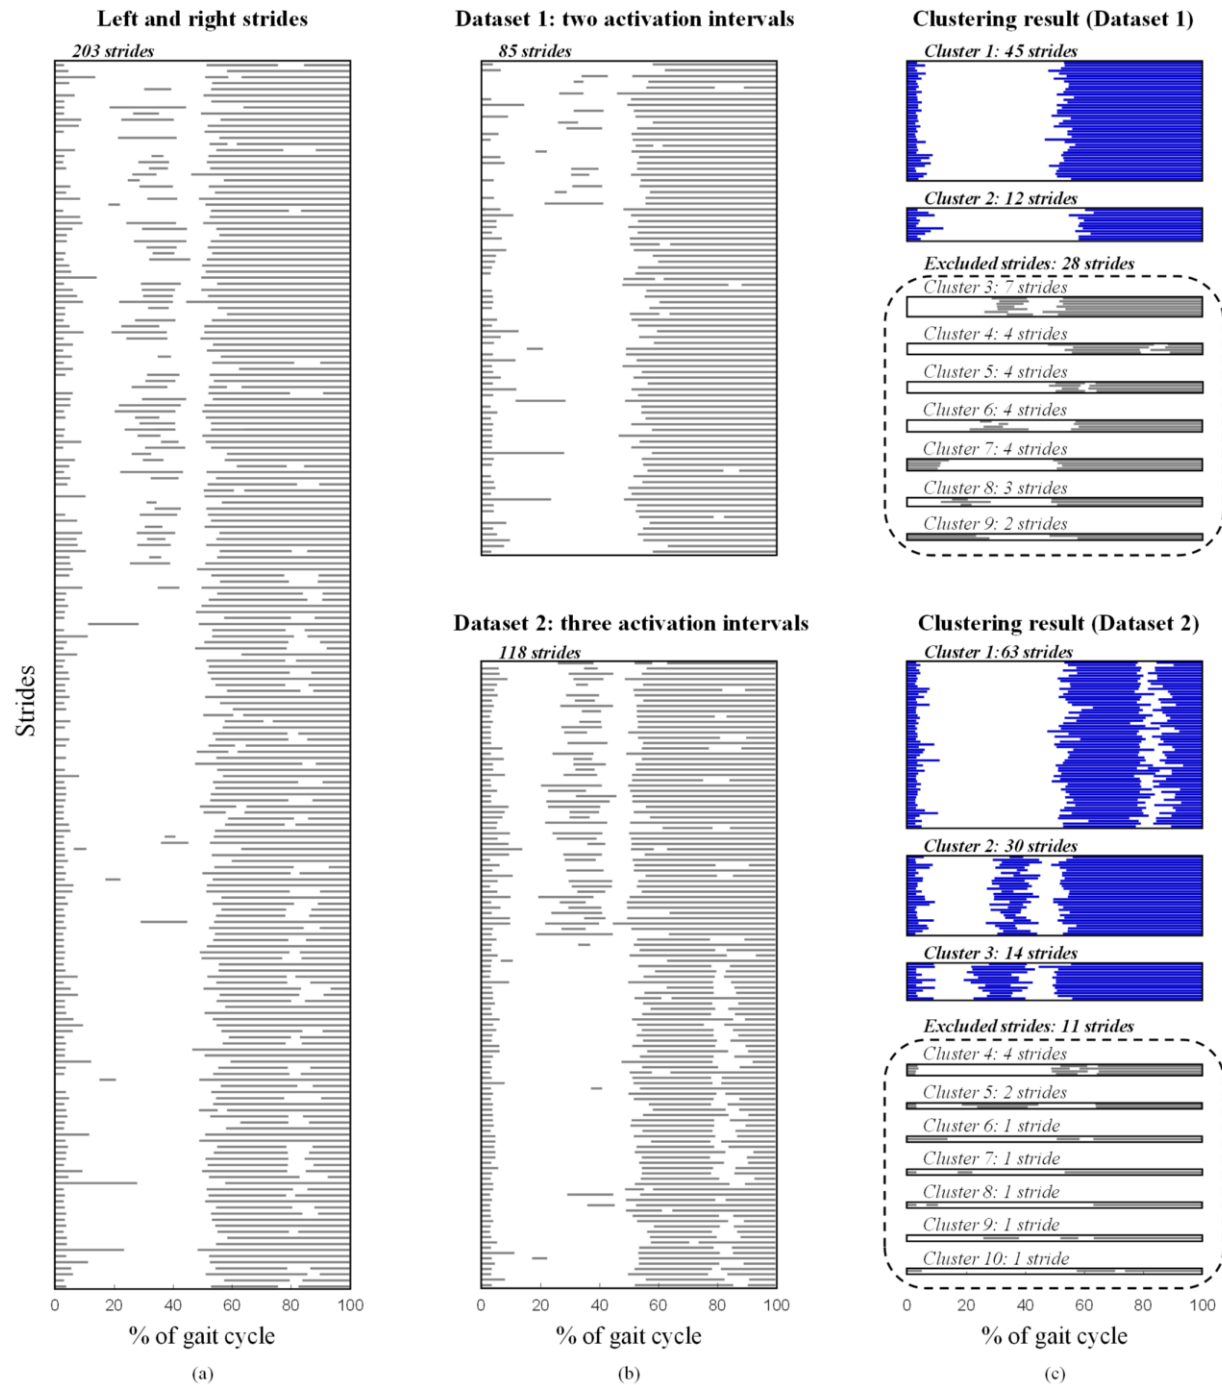 Left and right strides
203 strides
Strides
0 20 40 60 80 100
% of gait cycle
(a)
Dataset 1: two activation intervals
85 strides
Dataset 2: three activation intervals
118 strides
0 20 40 60 80 100
% of gait cycle
(b)
Clustering result (Dataset 1)
Cluster 1: 45 strides
Cluster 2: 12 strides
Excluded strides: 28 strides
Cluster 3: 7 strides
Cluster 4: 4 strides
Cluster 5: 4 strides
Cluster 6: 4 strides
Cluster 7: 4 strides
Cluster 8: 3 strides
Cluster 9: 2 strides
Clustering result (Dataset 2)
Cluster 1:63 strides
Cluster 2: 30 strides
Cluster 3: 14 strides
Excluded strides: 11 strides
Cluster 4: 4 strides
Cluster 5: 2 strides
Cluster 6: 1 stride
Cluster 7: 1 stride
Cluster 8: 1 stride
Cluster 9: 1 stride
Cluster 10: 1 stride
0 20 40 60 80 100
% of gait cycle
(c)